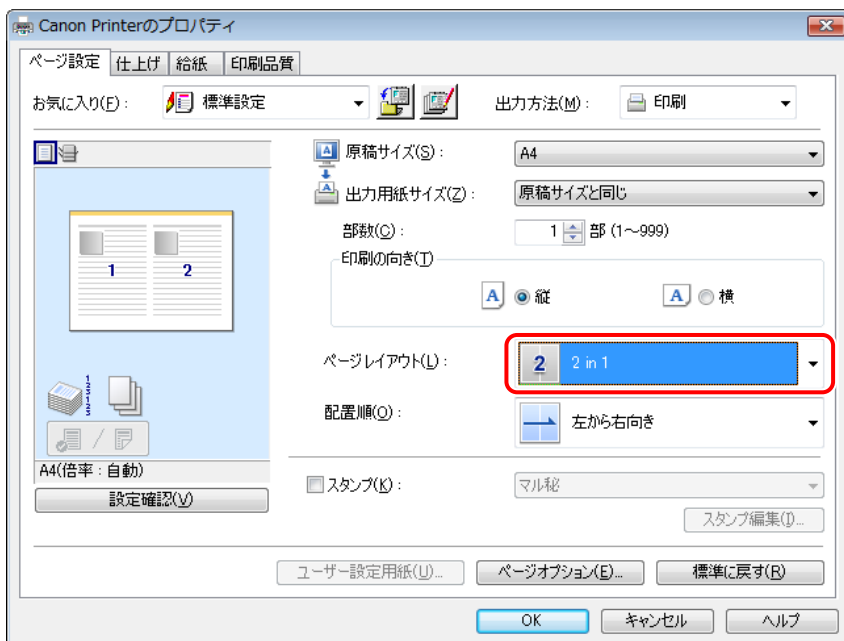 Canon Printerのプロパティ
ページ設定 仕上げ 給紙 印刷品質
お気に入り(F): 標準設定 出力方法(M): 印刷
原稿サイズ(S): A4
出力用紙サイズ(Z): 原稿サイズと同じ
部数(C): 1 部 (1~999)
印刷の向き(T)
A 縦 A 横
1 2
ページレイアウト(L): 2 2 in 1
配置順(O): 左から右向き
A4(倍率:自動)
設定確認(V)
スタンプ(K): マル秘
スタンプ編集(I)...
ユーザー設定用紙(U)... ページオプション(E)... 標準に戻す(R)
OK キャンセル ヘルプ